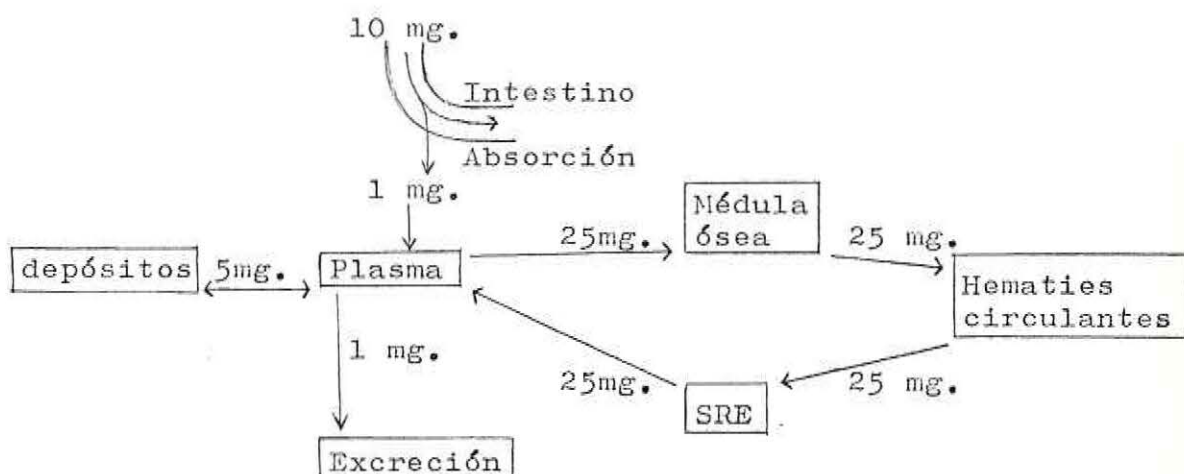 10 mg.
Intestino
Absorción
1 mg.
Médula
ósea
25mg.
25 mg.
depósitos
5mg.
Plasma
Hematies
circulantes
1 mg.
25mg.
25 mg.
SRE
Excreción